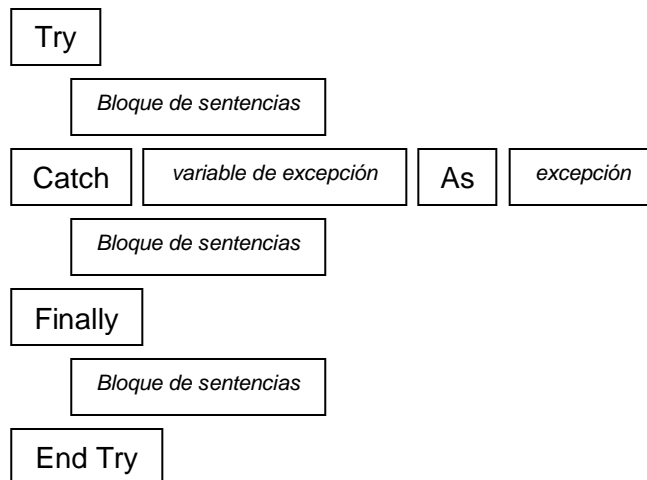 Try
Bloque de sentencias
Catch variable de excepción As excepción
Bloque de sentencias
Finally
Bloque de sentencias
End Try